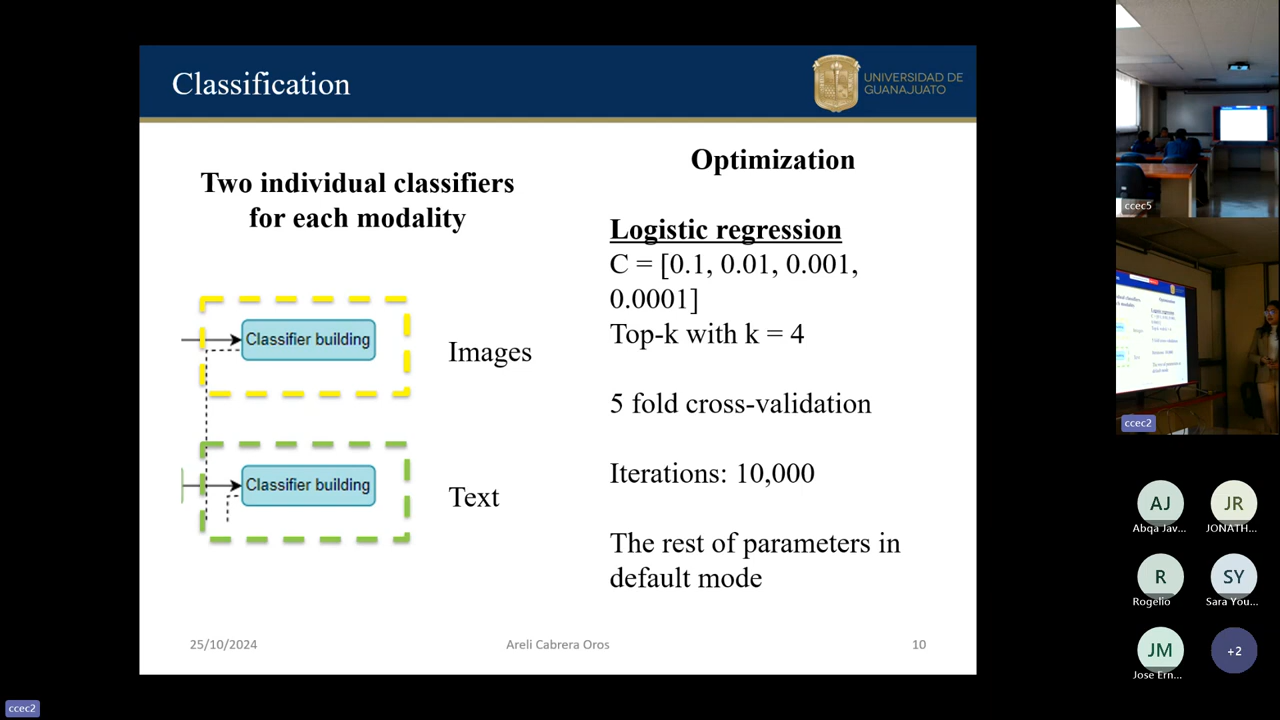 Classification
UNIVERSIDAD DE
GUANAJUATO
Two individual classifiers
for each modality
Classifier building
Images
Classifier building
Text
Optimization
Logistic regression
C = [0.1, 0.01, 0.001,
0.0001]
Top-k with k = 4
5 fold cross-validation
Iterations: 10,000
The rest of parameters in
default mode
25/10/2024
Areli Cabrera Oros
10
ccec5
ccec2
AJ
Abqa Jav...
JR
JONATH...
R
Rogelio
SY
Sara You...
JM
Jose Ern...
+2
ccec2